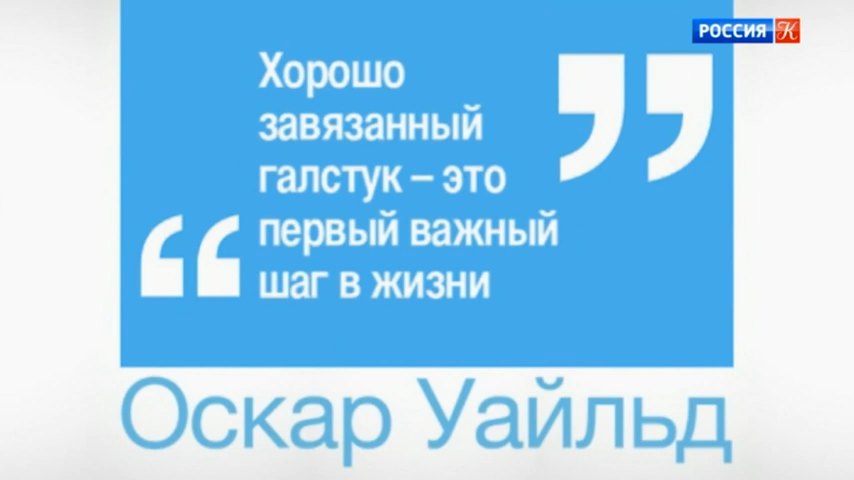 РОССИЯ К
Хорошо
завязанный
галстук – это
первый важный
шаг в жизни
Оскар Уайльд